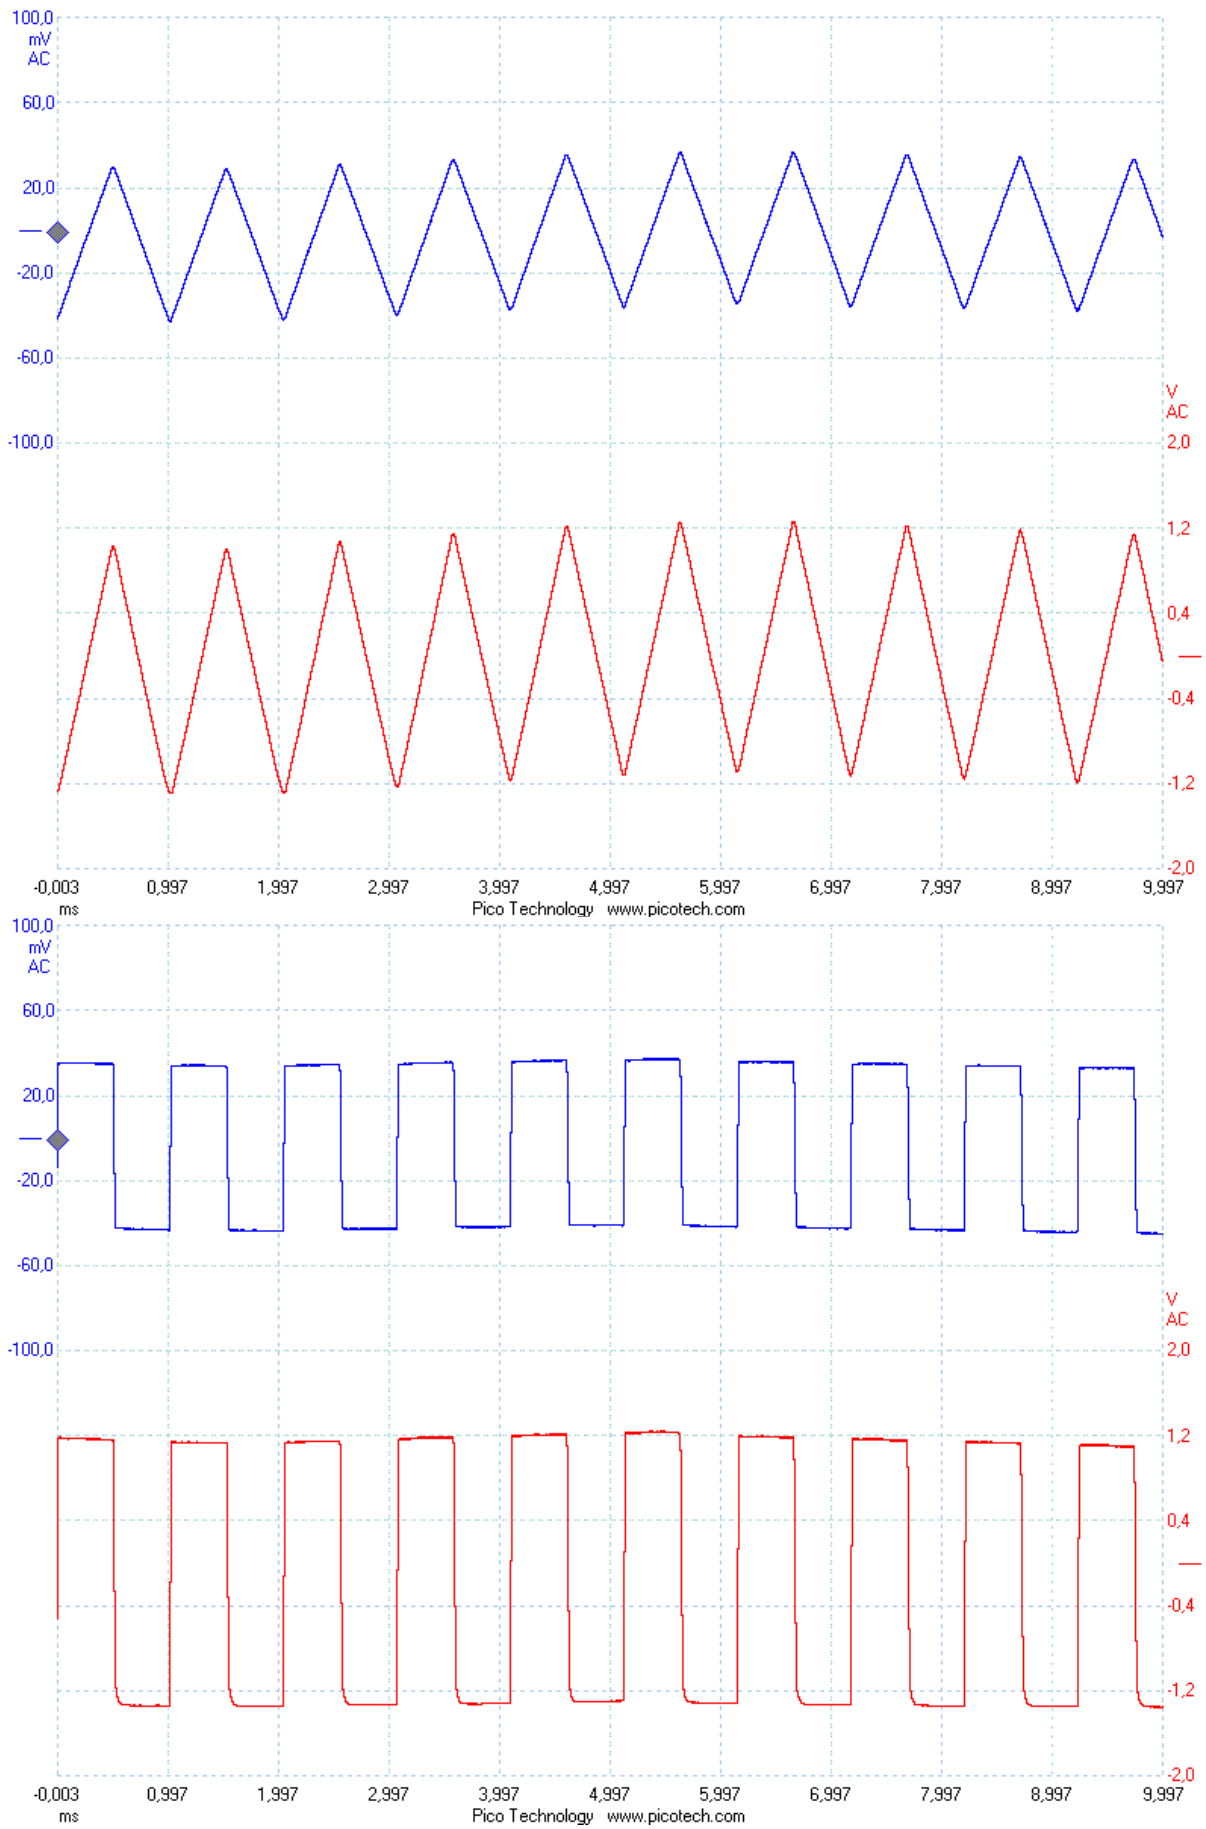 100,0
mV
AC
60,0
20,0
-20,0
-60,0
V
AC
-100,0 2,0
1,2
0,4
-0,4
-1,2
-2,0
-0,003 0,997 1,997 2,997 3,997 4,997 5,997 6,997 7,997 8,997 9,997
ms Pico Technology www.picotech.com
100,0
mV
AC
60,0
20,0
-20,0
-60,0
V
AC
-100,0 2,0
1,2
0,4
-0,4
-1,2
-2,0
-0,003 0,997 1,997 2,997 3,997 4,997 5,997 6,997 7,997 8,997 9,997
ms Pico Technology www.picotech.com